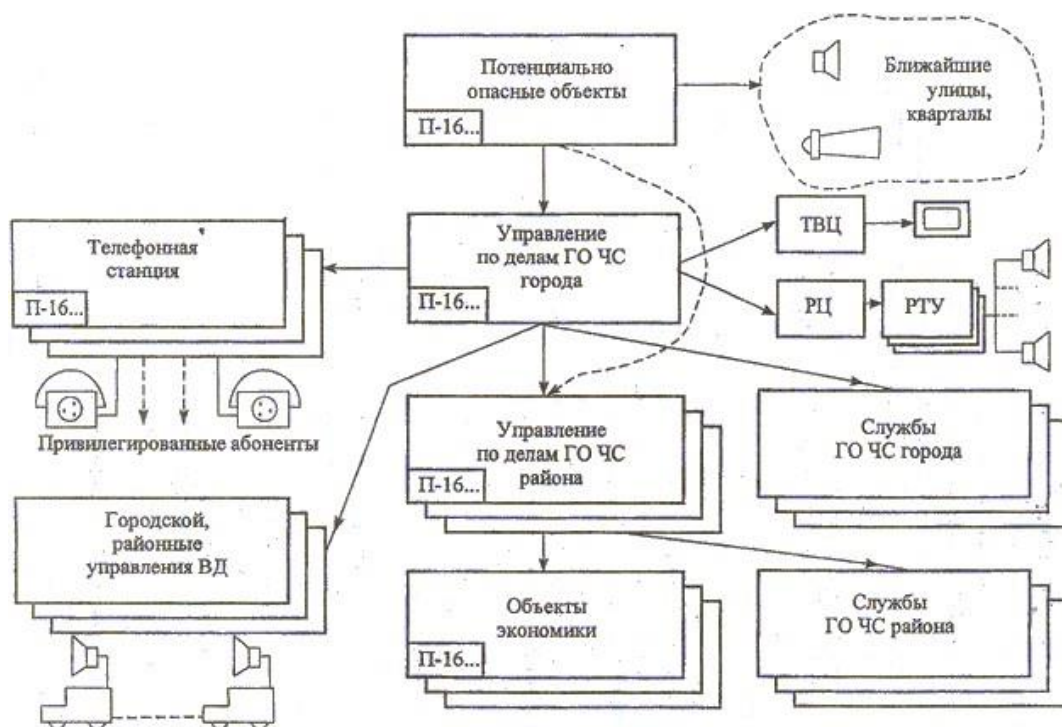 Потенциально
опасные объекты
П-16...
Ближайшие
улицы,
кварталы
Телефонная
станция
П-16...
Управление
по делам ГО ЧС
города
П-16...
ТВЦ
РЦ
РТУ
Привилегированные абоненты
Управление
по делам ГО ЧС
района
П-16...
Службы
ГО ЧС города
Городской,
районные
управления ВД
Объекты
экономики
П-16...
Службы
ГО ЧС района